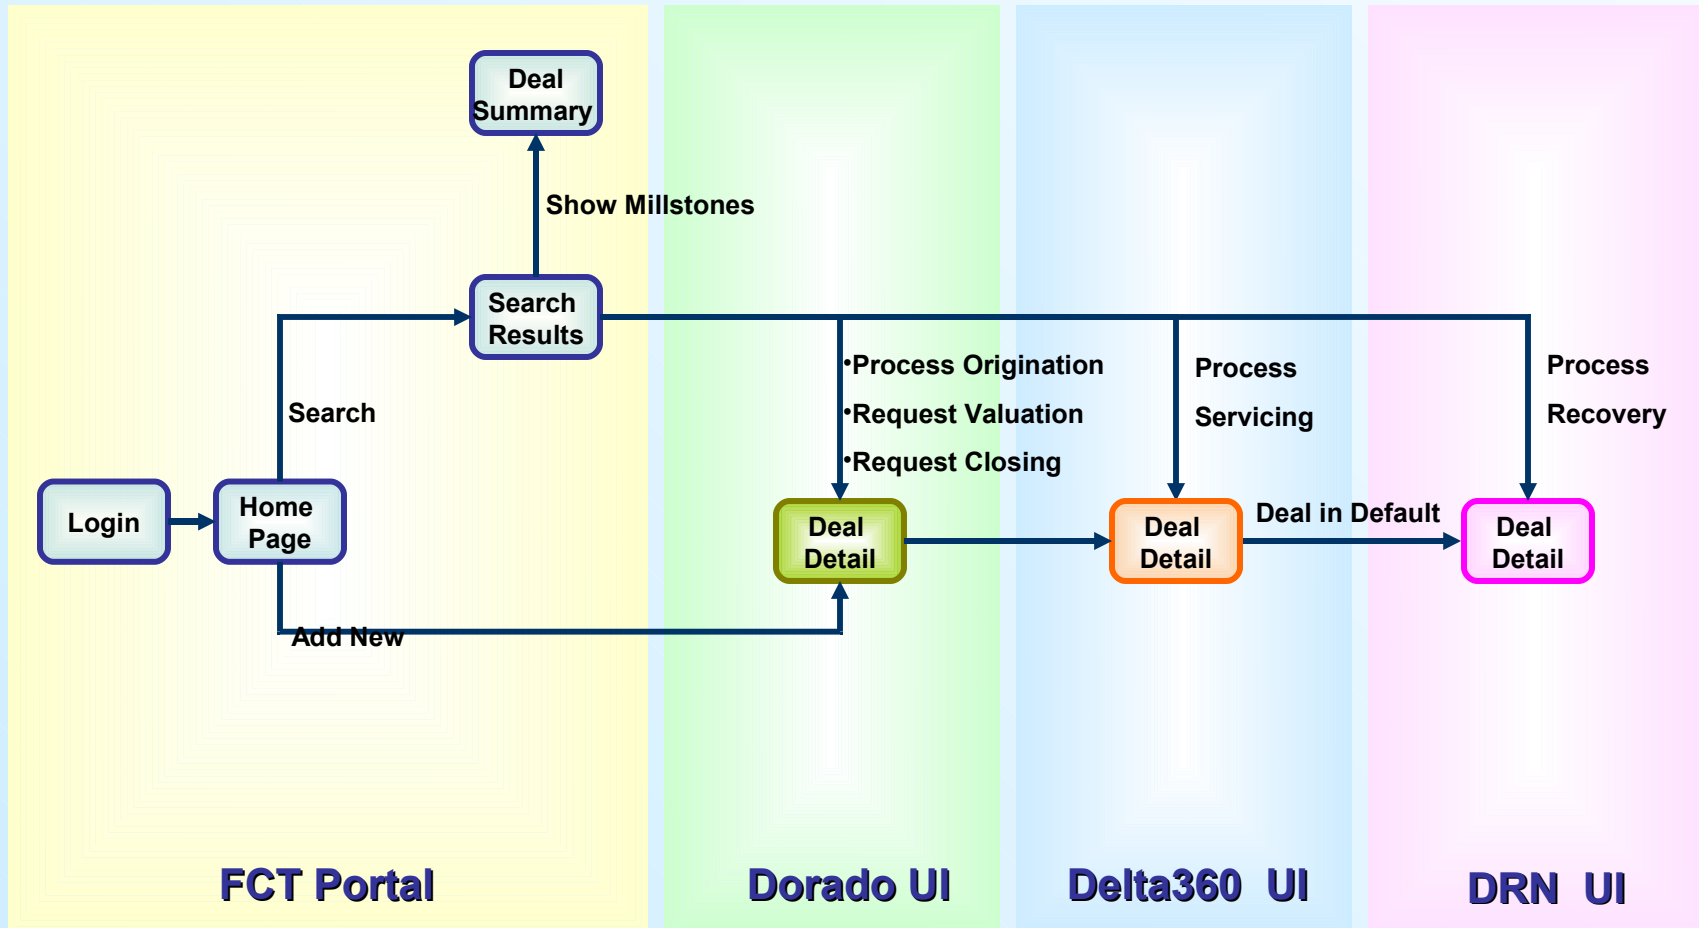 Deal
Summary
Show Millstones
Search
Results
•Process Origination
•Request Valuation
•Request Closing
Process
Servicing
Process
Recovery
Search
Login
Home
Page
Deal
Detail
Deal
Detail
Deal in Default
Deal
Detail
Add New
FCT Portal
Dorado UI
Delta360  UI
DRN  UI